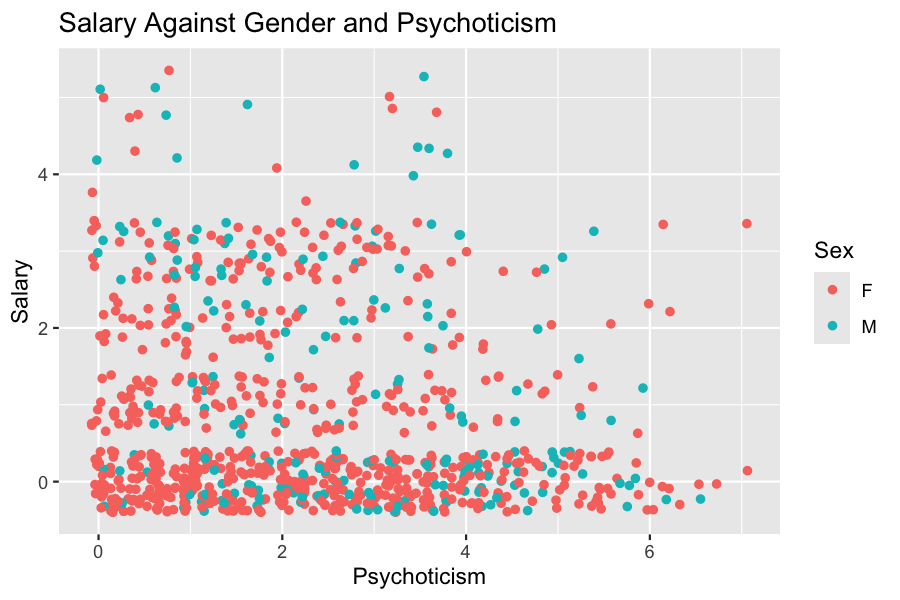 Salary Against Gender and Psychoticism
Salary
4
2
0
0 2 4 6
Psychoticism
Sex
F
M